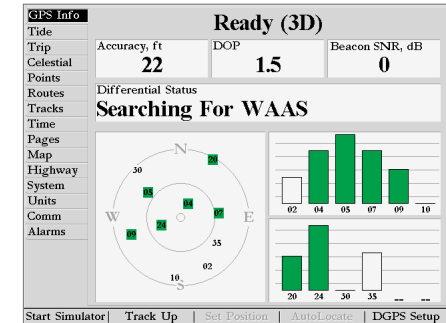 GPS Info
Tide
Trip
Celestial
Points
Routes
Tracks
Time
Pages
Map
Highway
System
Units
Comm
Alarms
Ready (3D)
Accuracy, ft DOP Beacon SNR, dB
22 1.5 0
Differential Status
Searching For WAAS
N
20
30
05
04
W 09 24 07 E
35
02
10
S
02 04 05 07 09 10
20 24 30 35 -- --
Start Simulator Track Up Set Position AutoLocate DGPS Setup